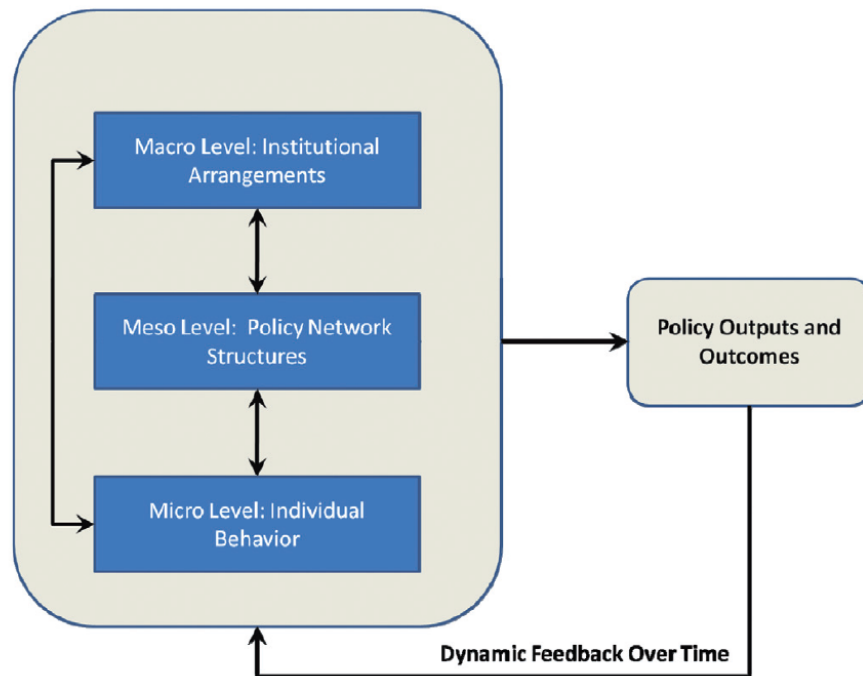 Macro Level: Institutional
Arrangements
Meso Level: Policy Network
Structures
Policy Outputs and
Outcomes
Micro Level: Individual
Behavior
Dynamic Feedback Over Time